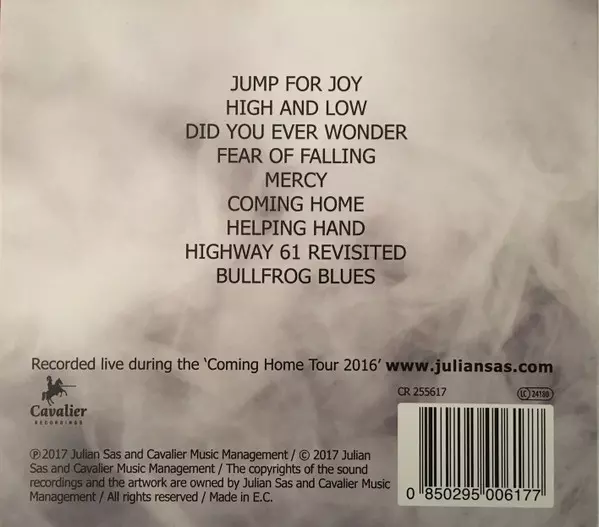 JUMP FOR JOY
HIGH AND LOW
DID YOU EVER WONDER
FEAR OF FALLING
MERCY
COMING HOME
HELPING HAND
HIGHWAY 61 REVISITED
BULLFROG BLUES
Recorded live during the ‘Coming Home Tour 2016’ www.juliansas.com
Cavalier
RECORDINGS
CR 255617
LC 24180
℗2017 Julian Sas and Cavalier Music Management / © 2017 Julian
Sas and Cavalier Music Management / The copyrights of the sound
recordings and the artwork are owned by Julian Sas and Cavalier Music
Management / All rights reserved / Made in E.C.
0 850295 006177